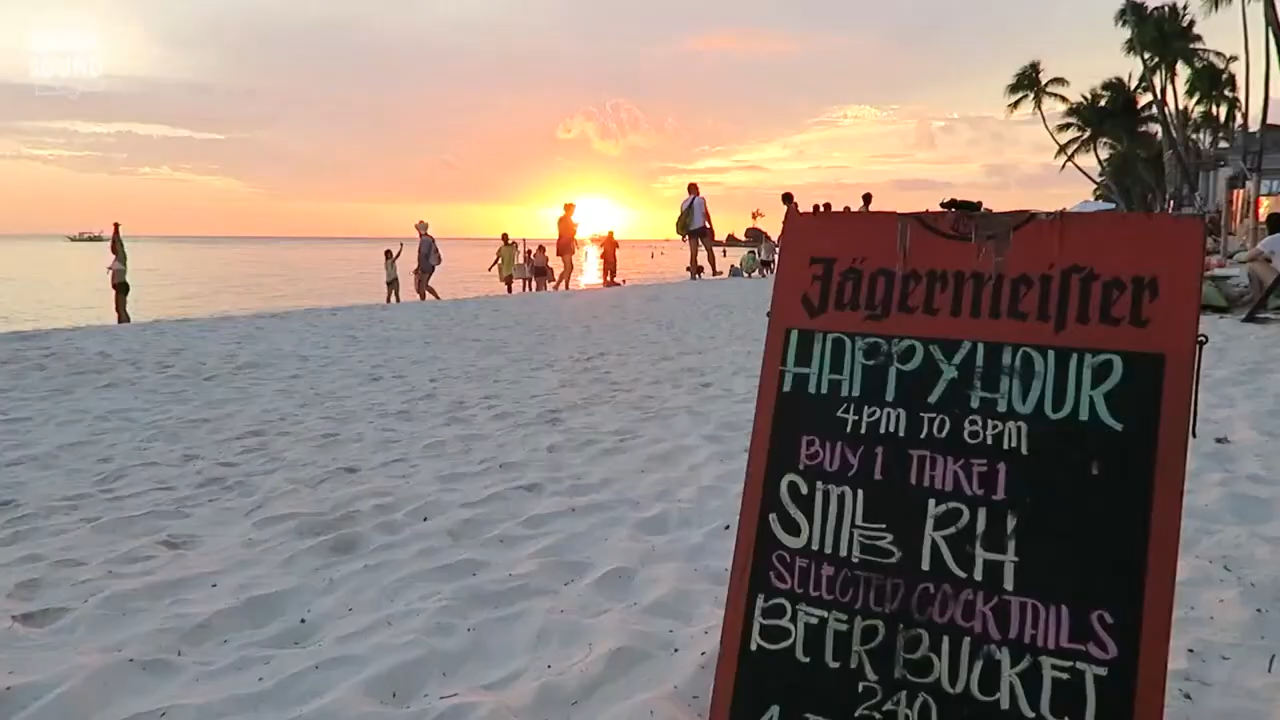 Jägermeister
HAPPY HOUR
4PM TO 8PM
BUY 1 TAKE 1
SML RH
B
SELECTED COCKTAILS
BEER BUCKET
240